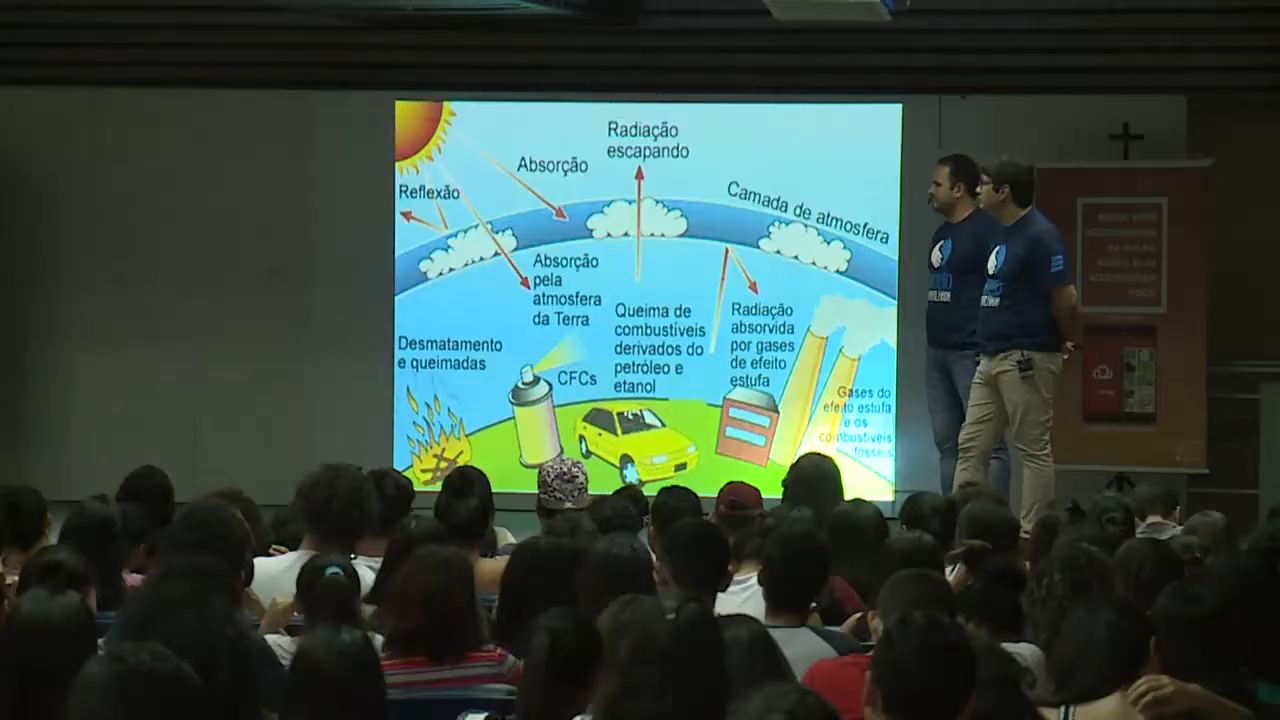 Radiação
escapando
Absorção
Reflexão
Camada de atmosfera
Absorção
pela
atmosfera
da Terra
Queima de
combustíveis
derivados do
petróleo e
etanol
Radiação
absorvida
por gases
de efeito
estufa
Desmatamento
e queimadas
CFCs
Gases do
efeito estufa
e os
combustíveis
fósseis